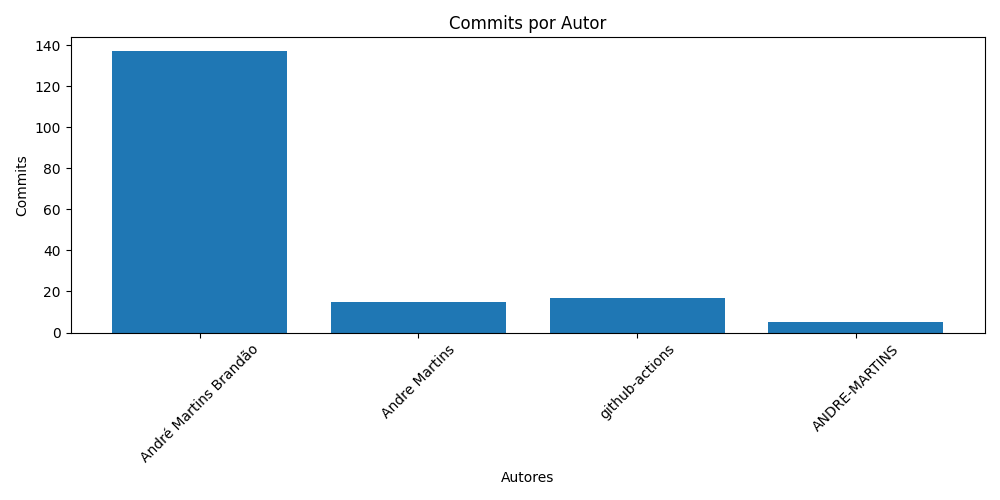 Commits por Autor
Commits
140
120
100
80
60
40
20
0
André Martins Brandão
Andre Martins
github-actions
ANDRE-MARTINS
Autores